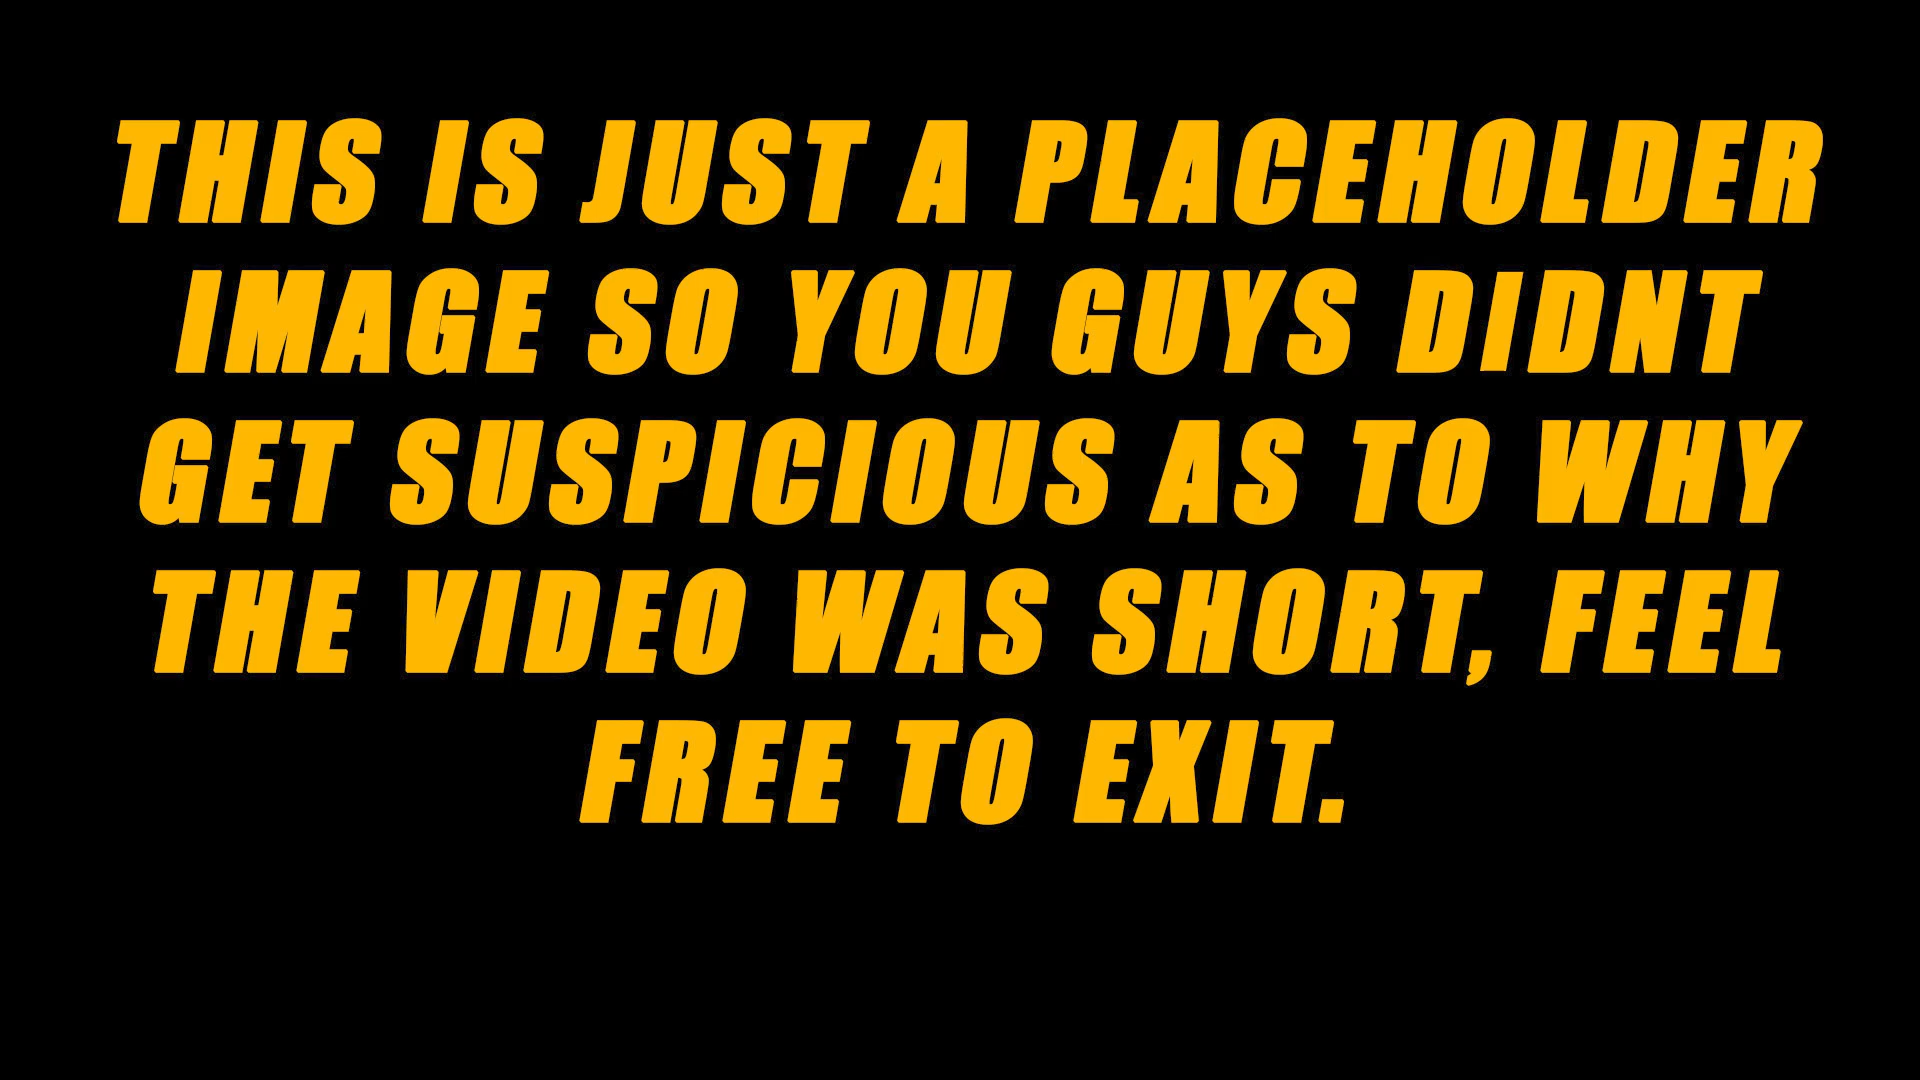 THIS IS JUST A PLACEHOLDER
IMAGE SO YOU GUYS DIDNT
GET SUSPICIOUS AS TO WHY
THE VIDEO WAS SHORT, FEEL
FREE TO EXIT.